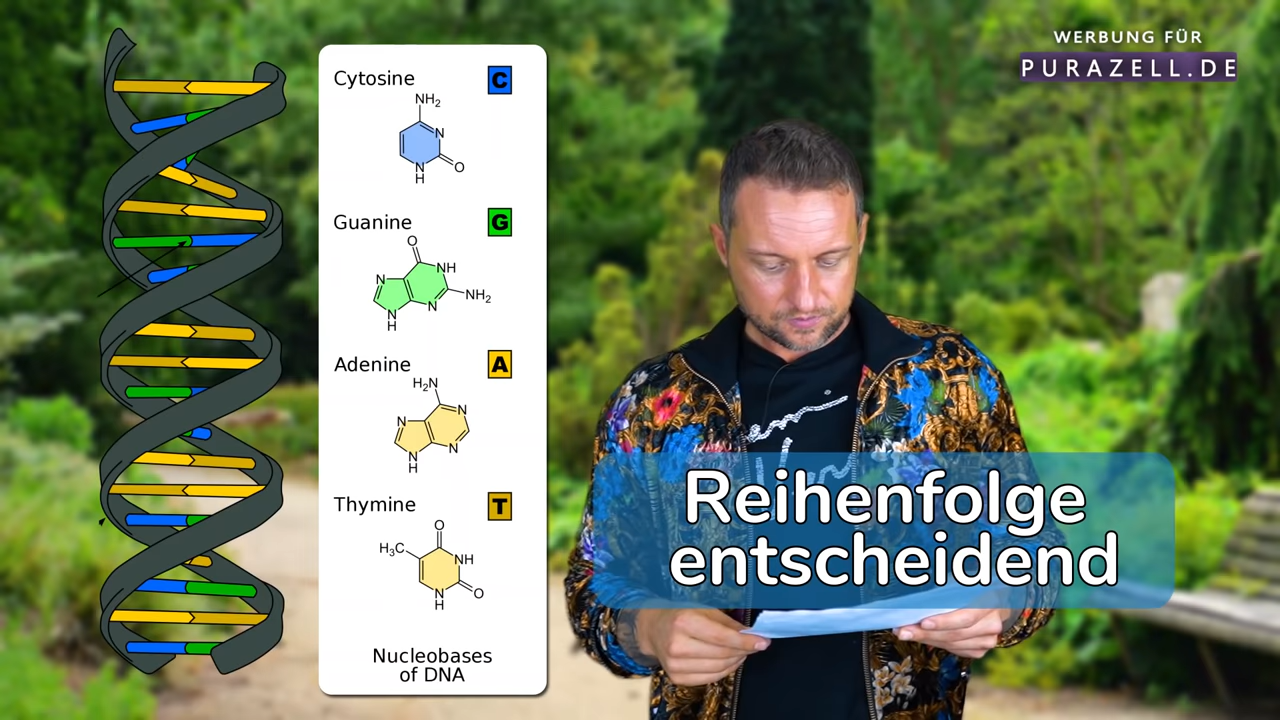 WERBUNG FÜR
PURAZELL.DE
Cytosine
C
NH₂
N
N
H
O
Guanine
G
O
N
NH
N
H
N
NH₂
Adenine
A
H₂N
N
N
N
H
N
Thymine
T
O
H₃C
NH
N
H
O
Nucleobases
of DNA
Reihenfolge
entscheidend